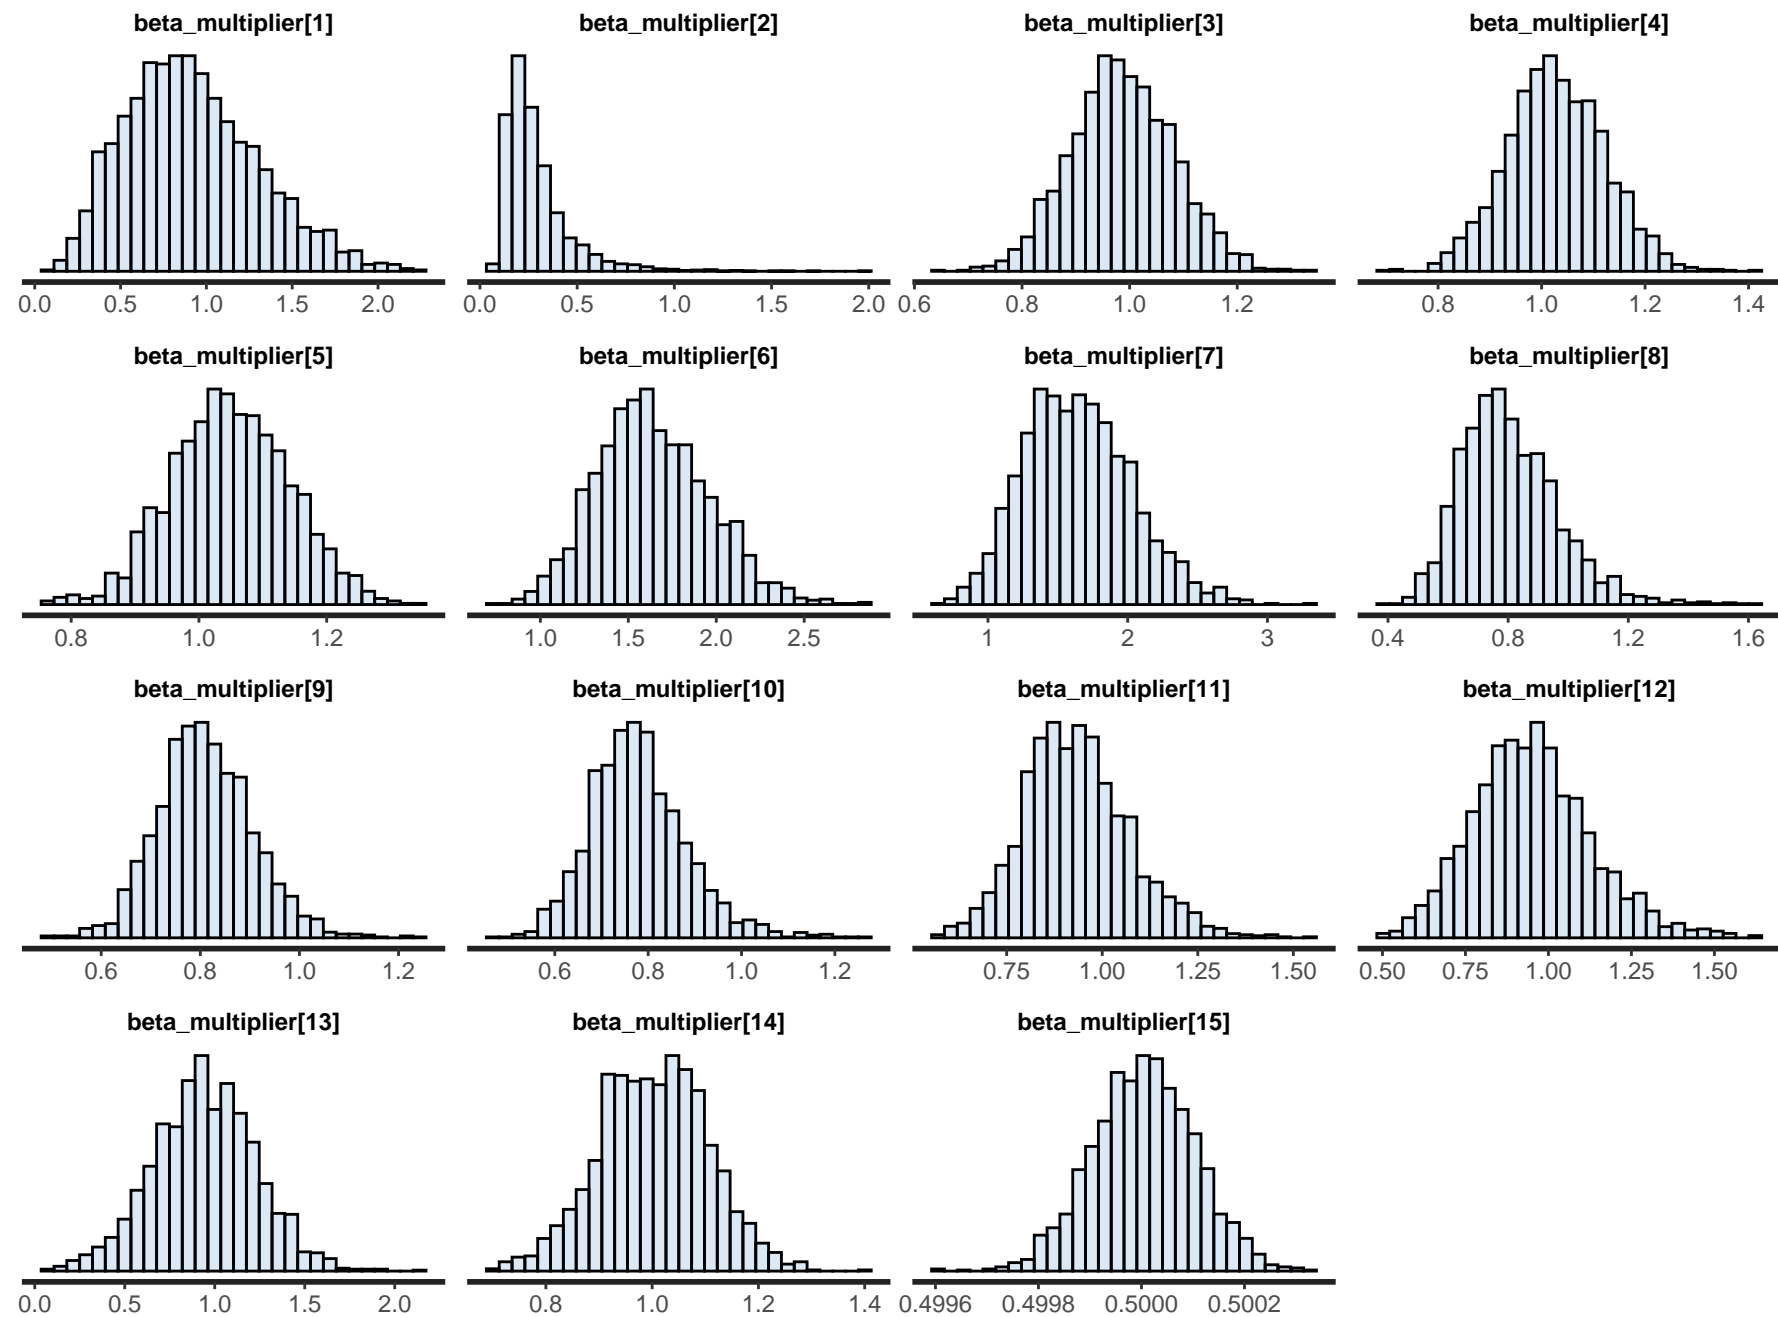 beta_multiplier[1] beta_multiplier[2] beta_multiplier[3] beta_multiplier[4]
0.0 0.5 1.0 1.5 2.0 0.0 0.5 1.0 1.5 2.0 0.6 0.8 1.0 1.2 0.8 1.0 1.2 1.4
beta_multiplier[5] beta_multiplier[6] beta_multiplier[7] beta_multiplier[8]
0.8 1.0 1.2 1.0 1.5 2.0 2.5 1 2 3 0.4 0.8 1.2 1.6
beta_multiplier[9] beta_multiplier[10] beta_multiplier[11] beta_multiplier[12]
0.6 0.8 1.0 1.2 0.6 0.8 1.0 1.2 0.75 1.00 1.25 1.50 0.50 0.75 1.00 1.25 1.50
beta_multiplier[13] beta_multiplier[14] beta_multiplier[15]
0.0 0.5 1.0 1.5 2.0 0.8 1.0 1.2 1.4 0.4996 0.4998 0.5000 0.5002